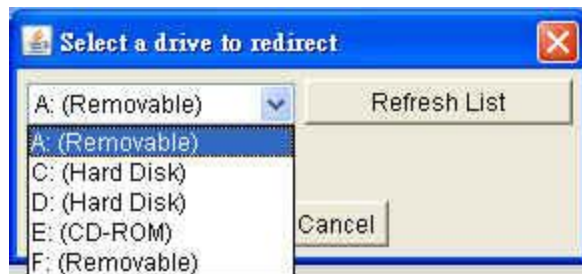 Select a drive to redirect
A: (Removable)
Refresh List
A: (Removable)
C: (Hard Disk)
D: (Hard Disk)
E: (CD-ROM)
Cancel
F: (Removable)